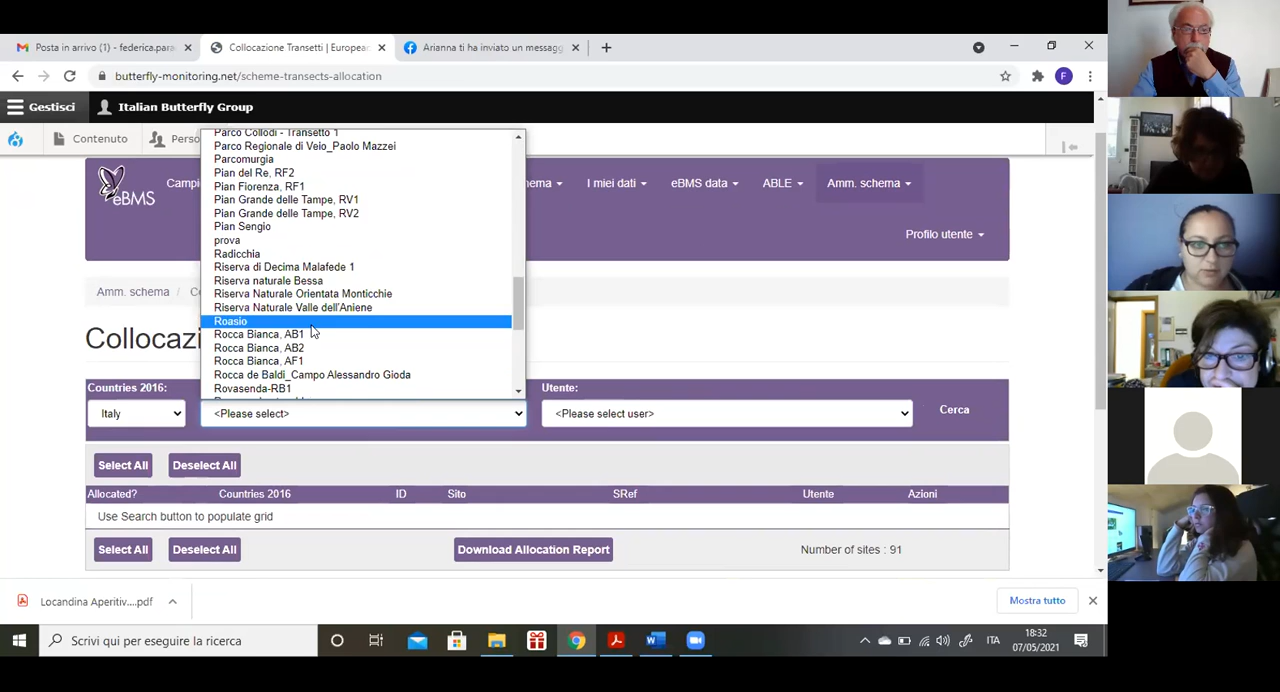 Posta in arrivo (1) - federica.para
Collocazione Transetti | European
Arianna ti ha inviato un messagg
butterfly-monitoring.net/scheme-transects-allocation
F
Gestisci
Italian Butterfly Group
Contenuto
Perso
eBMS
Campi
ema
I miei dati
eBMS data
ABLE
Amm. schema
Profilo utente
Amm. schema
/
Collocazi
Parco Collodi - Transetto 1
Parco Regionale di Veio_Paolo Mazzei
Parcomurgia
Pian del Re, RF2
Pian Fiorenza, RF1
Pian Grande delle Tampe, RV1
Pian Grande delle Tampe, RV2
Pian Sengio
prova
Radicchia
Riserva di Decima Malafede 1
Riserva naturale Bessa
Riserva Naturale Orientata Monticchie
Riserva Naturale Valle dell'Aniene
Roasio
Rocca Bianca, AB1
Rocca Bianca, AB2
Rocca Bianca, AF1
Rocca de Baldi_Campo Alessandro Gioda
Rovasenda-RB1
Countries 2016:
Utente:
Italy
<Please select>
<Please select user>
Cerca
Select All
Deselect All
Allocated?
Countries 2016
ID
Sito
SRef
Utente
Azioni
Use Search button to populate grid
Select All
Deselect All
Download Allocation Report
Number of sites : 91
Locandina Aperitiv....pdf
Mostra tutto
Scrivi qui per eseguire la ricerca
ITA
18:32
07/05/2021